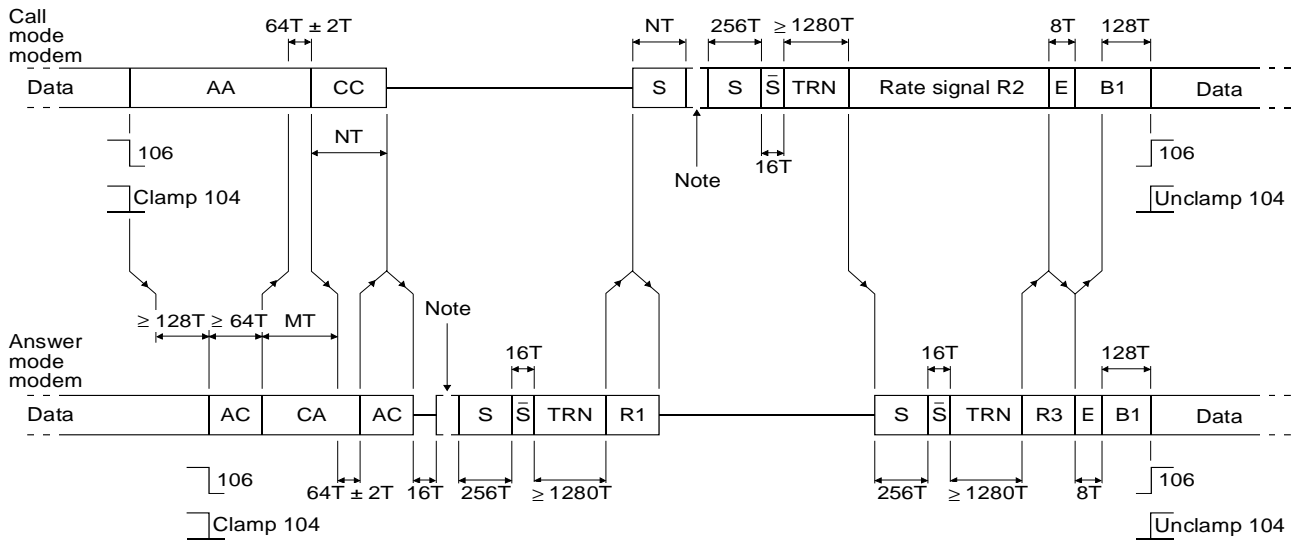 Call
mode
modem
64T ± 2T
NT
256T
≥ 1280T
8T
128T
Data
AA
CC
S
S
S̄
TRN
Rate signal R2
E
B1
Data
NT
106
Clamp 104
16T
Note
106
Unclamp 104
≥ 128T
≥ 64T
MT
Note
Answer
mode
modem
16T
16T
128T
Data
AC
CA
AC
S
S̄
TRN
R1
S
S̄
TRN
R3
E
B1
Data
106
Clamp 104
64T ± 2T
16T
256T
≥ 1280T
256T
≥ 1280T
8T
106
Unclamp 104